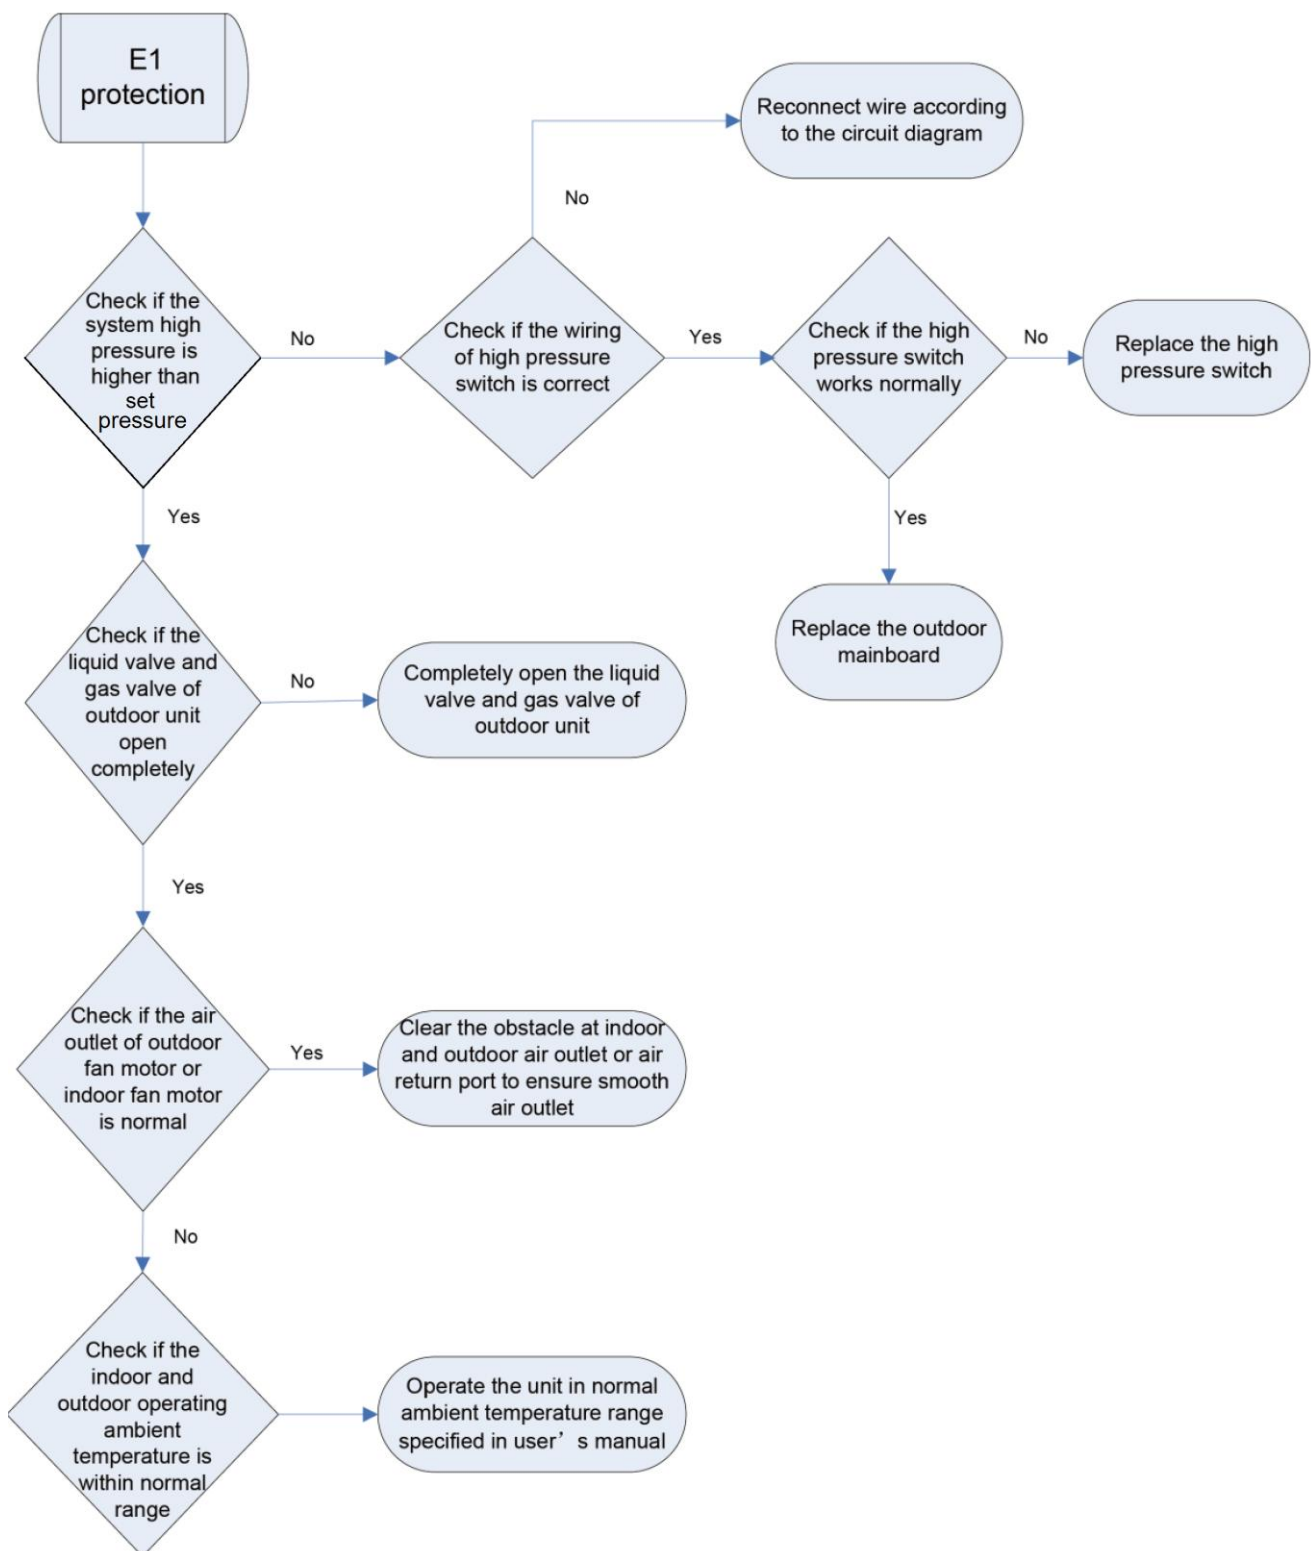 E1
protection
Reconnect wire according
to the circuit diagram
No
Check if the
system high
pressure is
higher than
set
pressure
No
Check if the wiring
of high pressure
switch is correct
Yes
Check if the high
pressure switch
works normally
No
Replace the high
pressure switch
Yes
Yes
Replace the outdoor
mainboard
Check if the
liquid valve and
gas valve of
outdoor unit
open
completely
No
Completely open the liquid
valve and gas valve of
outdoor unit
Yes
Check if the air
outlet of outdoor
fan motor or
indoor fan motor
is normal
Yes
Clear the obstacle at indoor
and outdoor air outlet or air
return port to ensure smooth
air outlet
No
Check if the
indoor and
outdoor operating
ambient
temperature is
within normal
range
Operate the unit in normal
ambient temperature range
specified in user’ s manual